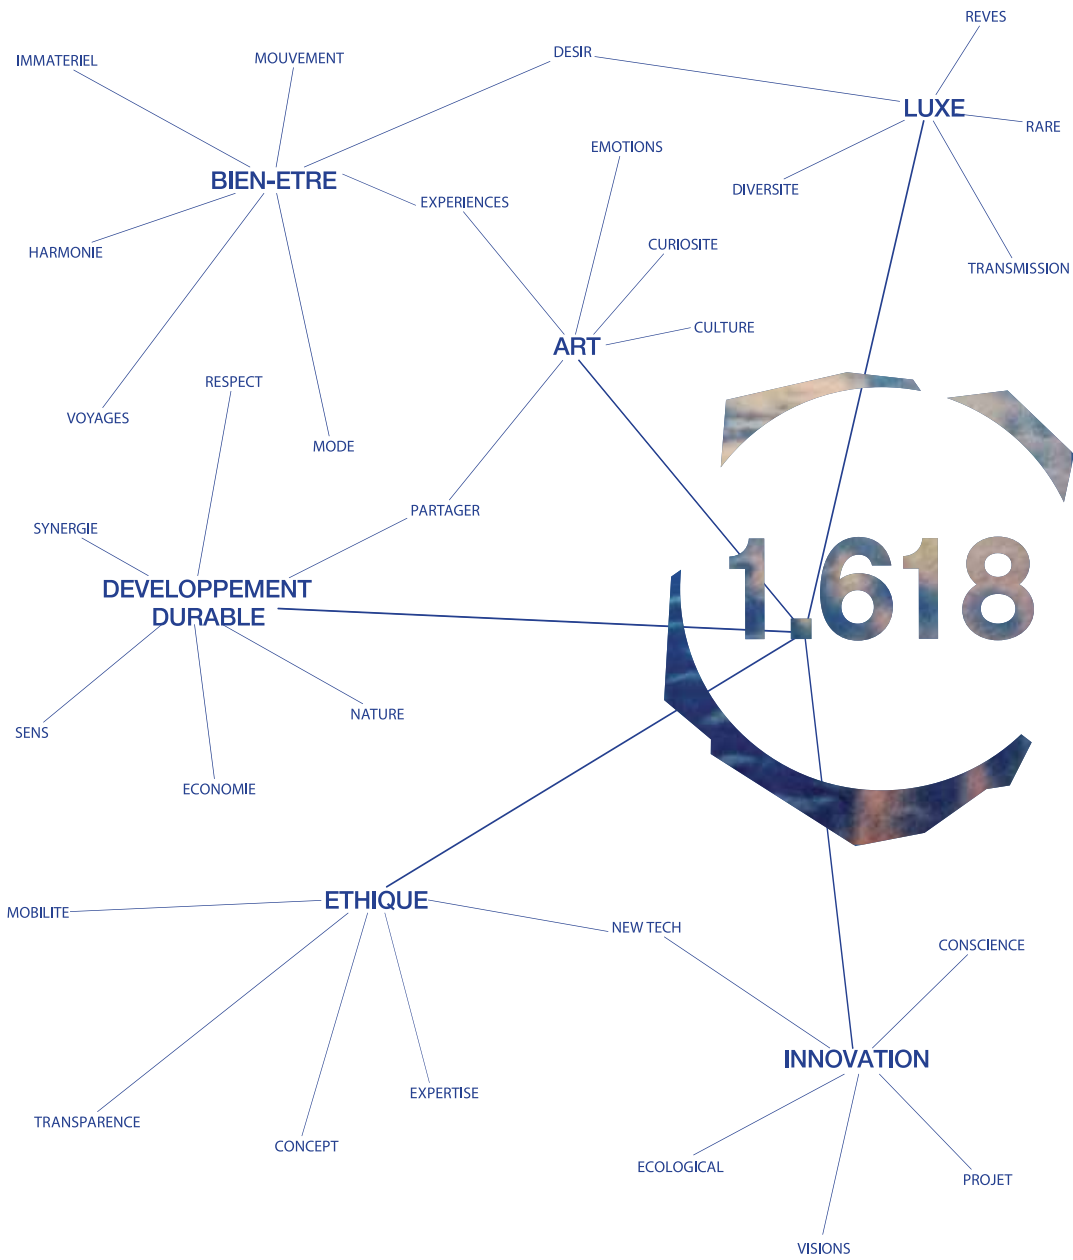 REVES
DESIR
MOUVEMENT
IMMATERIEL
LUXE
RARE
EMOTIONS
BIEN-ETRE
DIVERSITE
EXPERIENCES
CURIOSITE
HARMONIE
TRANSMISSION
CULTURE
ART
RESPECT
VOYAGES
MODE
PARTAGER
SYNERGIE
1.618
DEVELOPPEMENT
DURABLE
NATURE
SENS
ECONOMIE
ETHIQUE
MOBILITE
NEW TECH
CONSCIENCE
INNOVATION
EXPERTISE
TRANSPARENCE
CONCEPT
ECOLOGICAL
PROJET
VISIONS